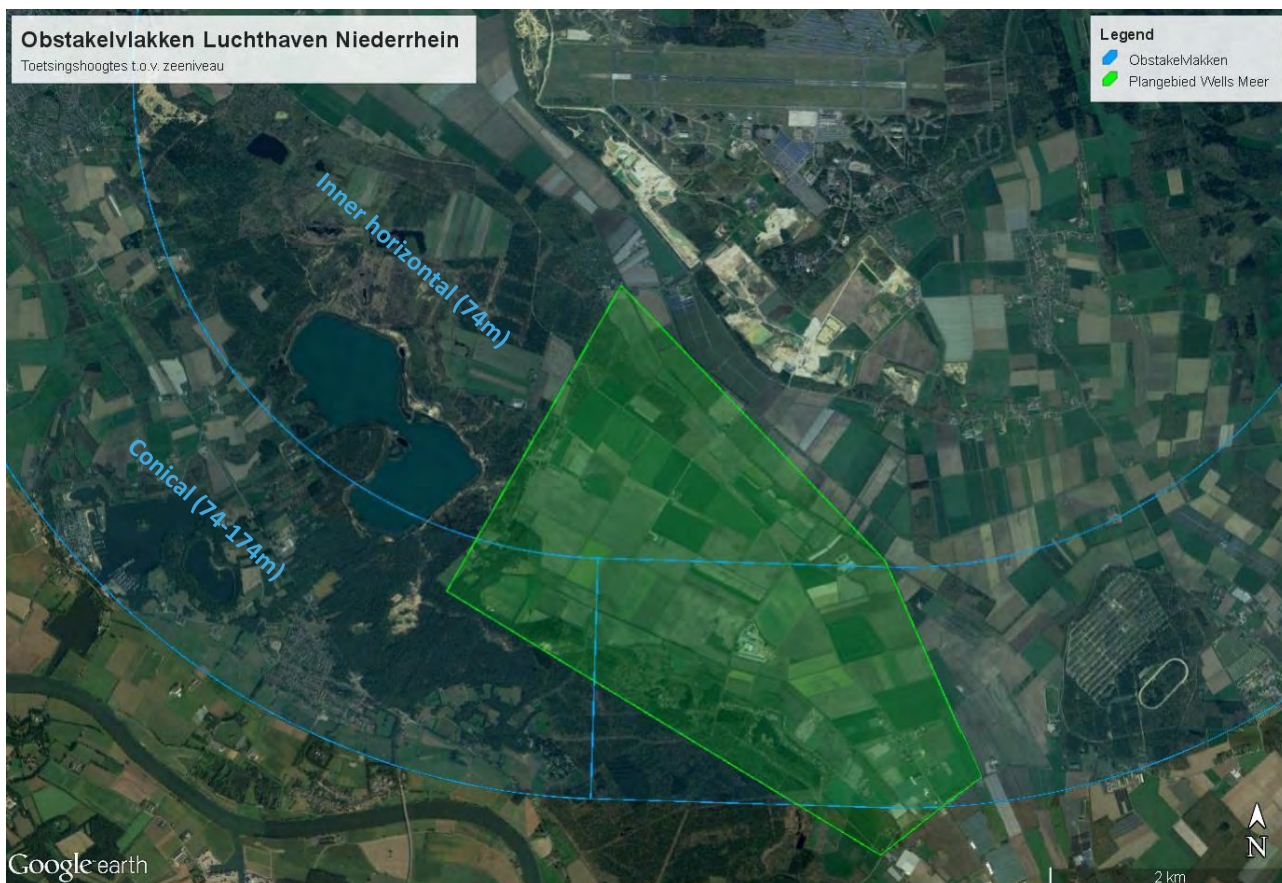 Obstakelvlakken Luchthaven Niederrhein
Toetsingshoogtes t.o.v. zeeniveau
Legend
Obstakelvlakken
Plangebied Wells Meer
Inner horizontal (74m)
Conical (74-174m)
Google earth
N
2 km